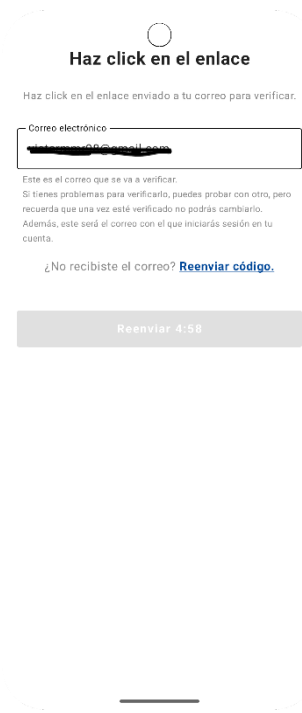 Haz click en el enlace
Haz click en el enlace enviado a tu correo para verificar.
Correo electrónico
Este es el correo que se va a verificar.
Si tienes problemas para verificarlo, puedes probar con otro, pero
recuerda que una vez esté verificado no podrás cambiarlo.
Además, este será el correo con el que iniciarás sesión en tu
cuenta.
¿No recibiste el correo? Reenviar código.
Reenviar 4:58